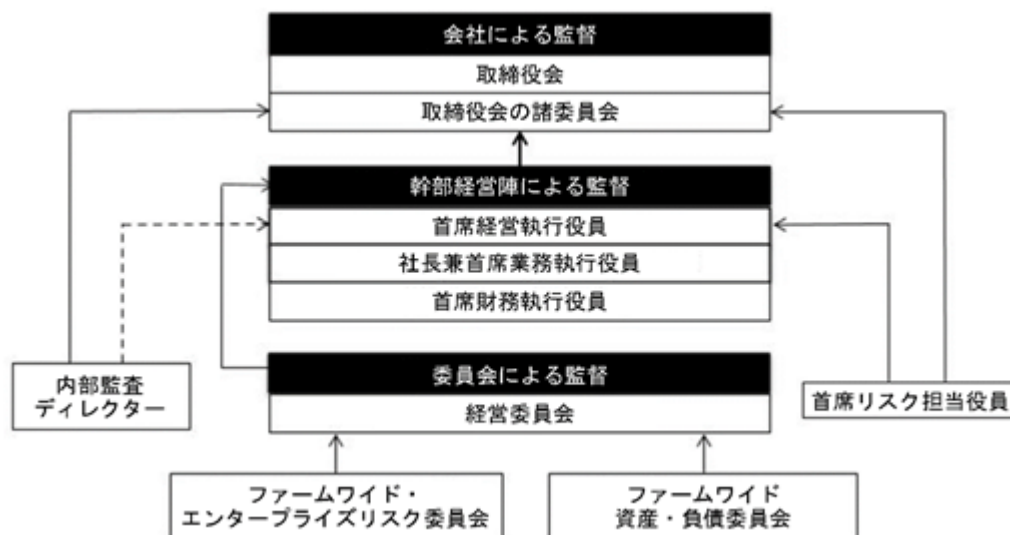 会社による監督
取締役会
取締役会の諸委員会
幹部経営陣による監督
首席経営執行役員
社長兼首席業務執行役員
首席財務執行役員
委員会による監督
経営委員会
内部監査
ディレクター
首席リスク担当役員
ファームワイド・
エンタープライズリスク委員会
ファームワイド
資産・負債委員会